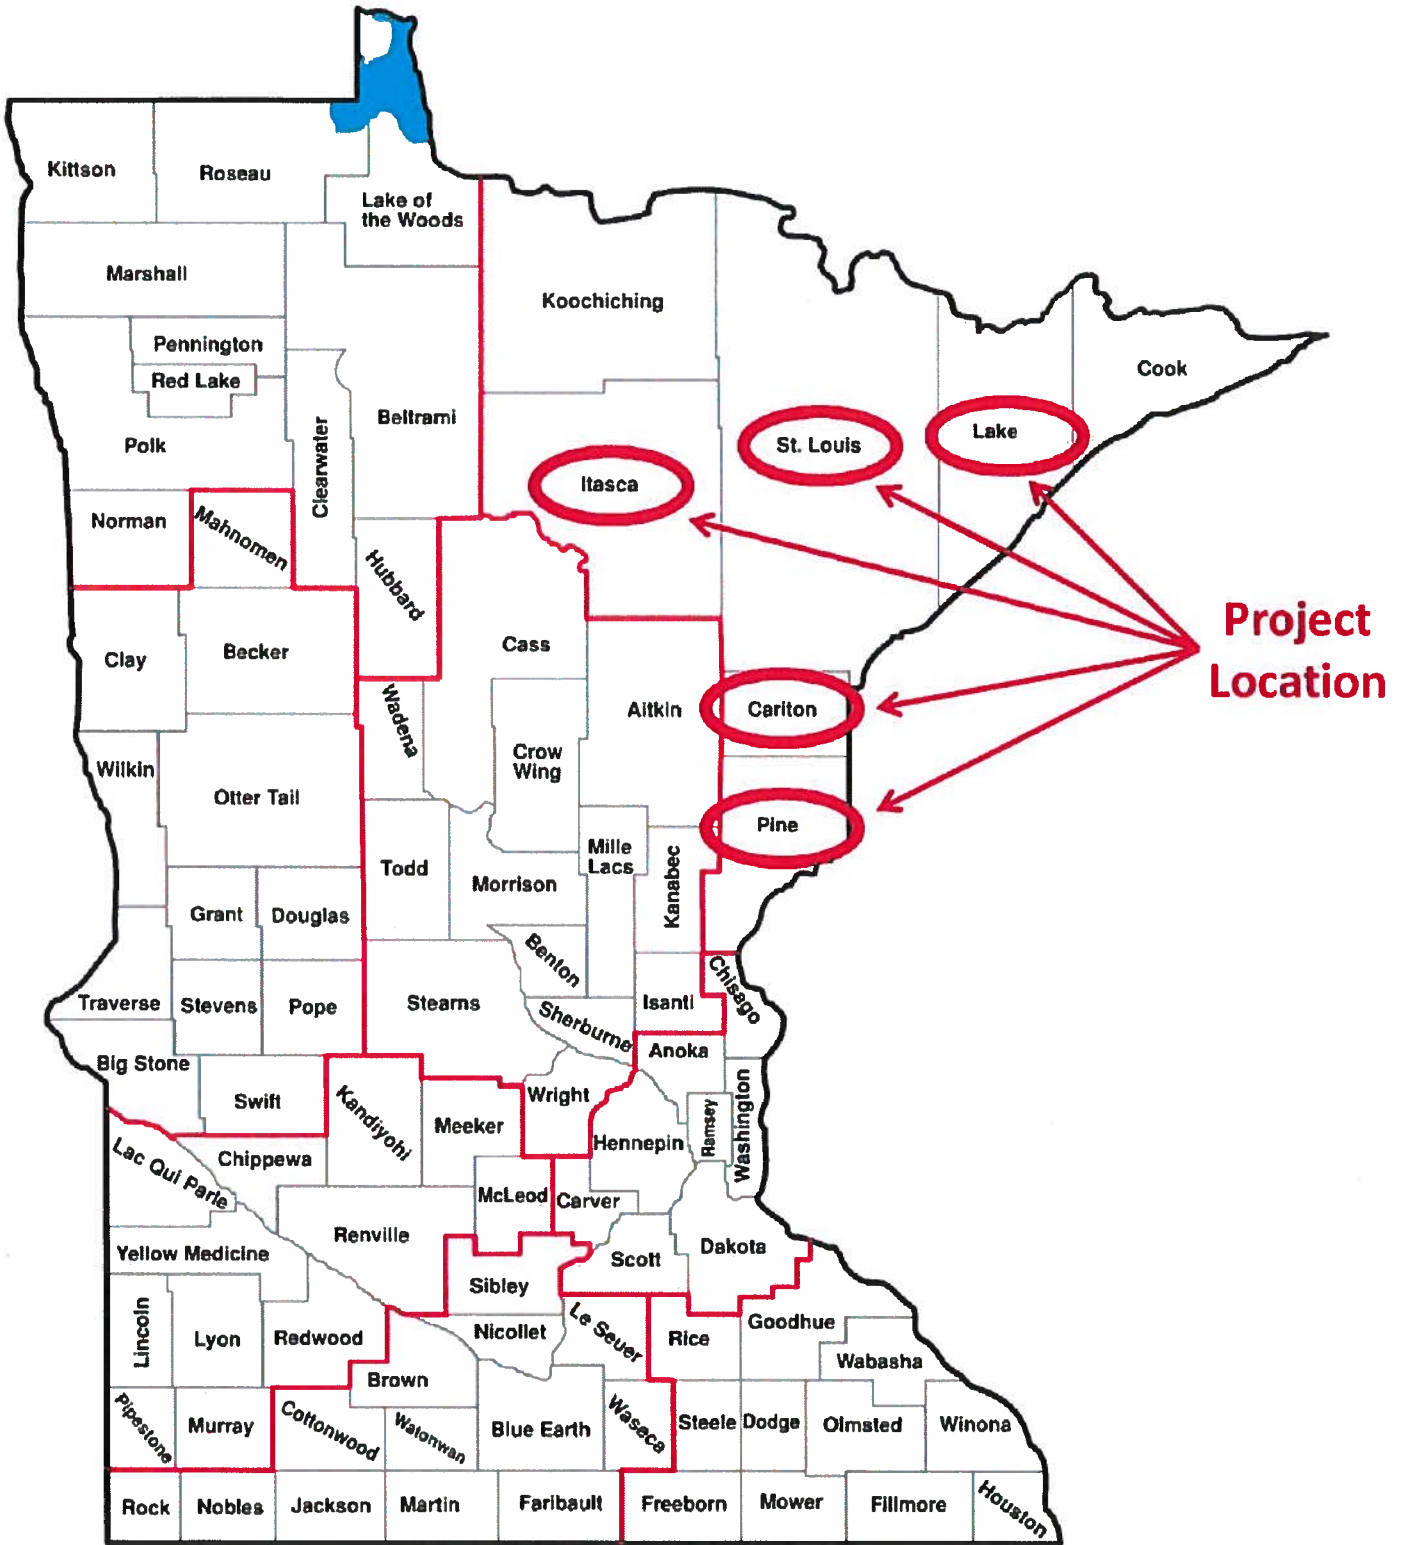 Kittson
Roseau
Lake of
the Woods
Marshall
Koochiching
Pennington
Red Lake
Cook
Beltrami
Polk
Clearwater
St. Louis
Lake
Itasca
Norman
Mahnomen
Hubbard
Project
Location
Clay
Becker
Cass
Wadena
Aitkin
Carlton
Crow
Wing
Wilkin
Otter Tail
Pine
Mille
Lacs
Todd
Morrison
Kanabec
Grant
Douglas
Benton
Chisago
Traverse
Stevens
Pope
Stearns
Isanti
Sherburne
Anoka
Big Stone
Swift
Kandiyohi
Wright
Meeker
Ramsey
Washington
Hennepin
Chippewa
Lac Qui Parle
McLeod
Carver
Renville
Yellow Medicine
Scott
Dakota
Sibley
Lincoln
Lyon
Redwood
Nicollet
Le Seuer
Rice
Goodhue
Wabasha
Brown
Pipestone
Murray
Cottonwood
Watonwan
Blue Earth
Waseca
Steele
Dodge
Olmsted
Winona
Rock
Nobles
Jackson
Martin
Faribault
Freeborn
Mower
Fillmore
Houston